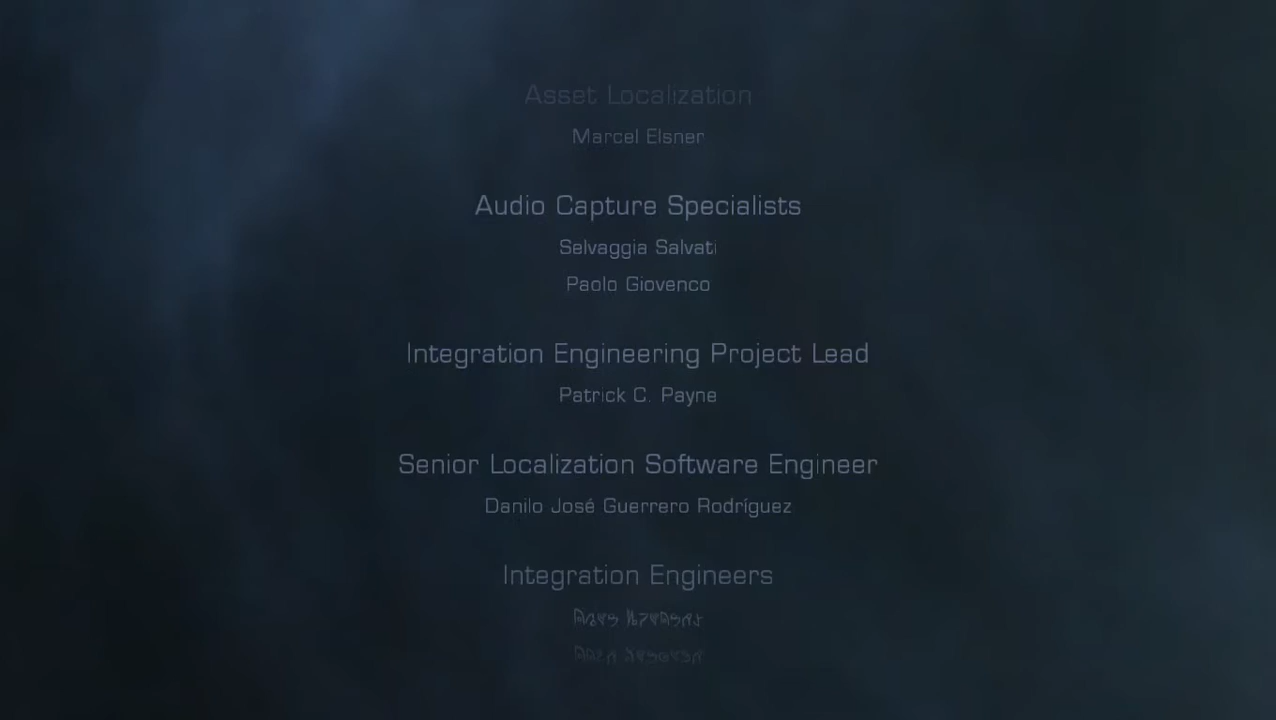 Asset Localization
Marcel Elsner
Audio Capture Specialists
Selvaggia Salvati
Paolo Giovenco
Integration Engineering Project Lead
Patrick C. Payne
Senior Localization Software Engineer
Danilo José Guerrero Rodríguez
Integration Engineers